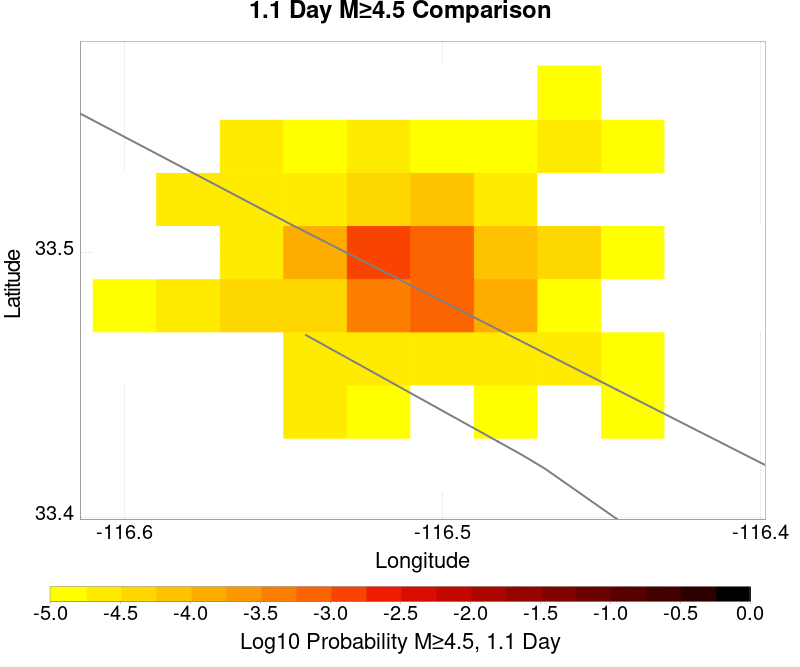 1.1 Day M≥4.5 Comparison
Latitude
33.5
33.4
-116.6 -116.5 -116.4
Longitude
-5.0 -4.5 -4.0 -3.5 -3.0 -2.5 -2.0 -1.5 -1.0 -0.5 0.0
Log10 Probability M≥4.5, 1.1 Day